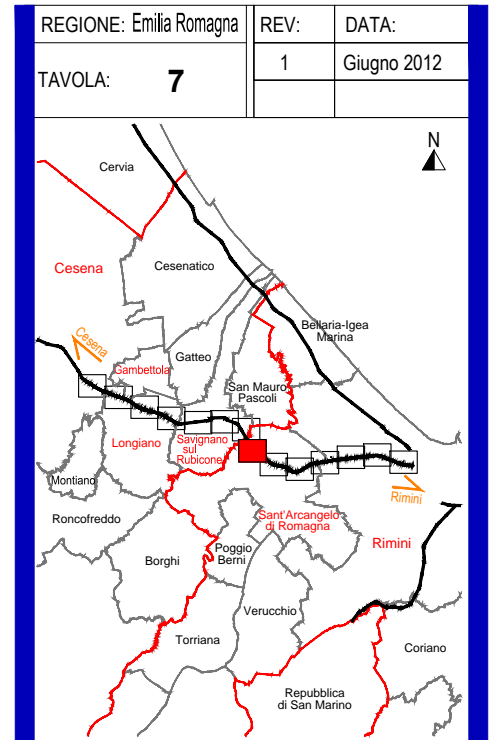 REGIONE: Emilia Romagna
REV:
DATA:
TAVOLA: 7
1
Giugno 2012
N
Cervia
Cesena
Cesenatico
Bellaria-Igea
Marina
Cesena
Gatteo
Gambettola
San Mauro
Pascoli
Longiano
Savignano
sul
Rubicone
Montiano
Rimini
Roncofreddo
Sant'Arcangelo
di Romagna
Rimini
Borghi
Poggio
Berni
Verucchio
Torriana
Coriano
Repubblica
di San Marino